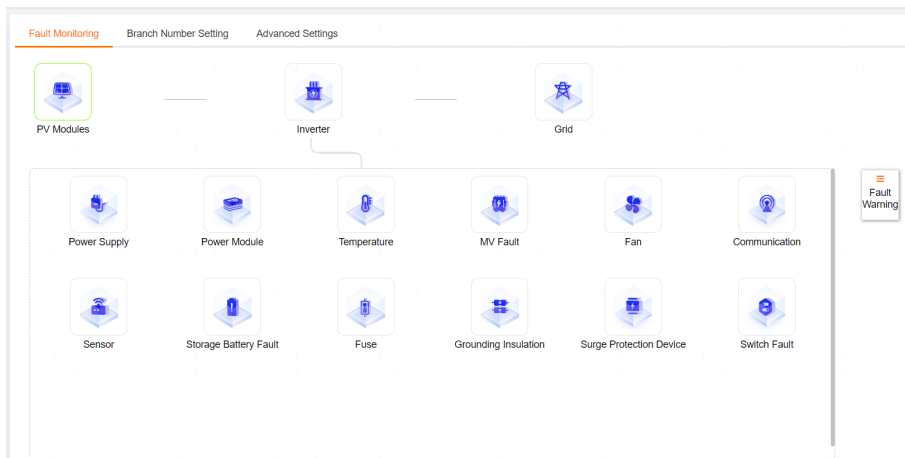 Fault Monitoring Branch Number Setting Advanced Settings
PV Modules Inverter Grid
Fault
Warning
Power Supply Power Module Temperature MV Fault Fan Communication
Sensor Storage Battery Fault Fuse Grounding Insulation Surge Protection Device Switch Fault